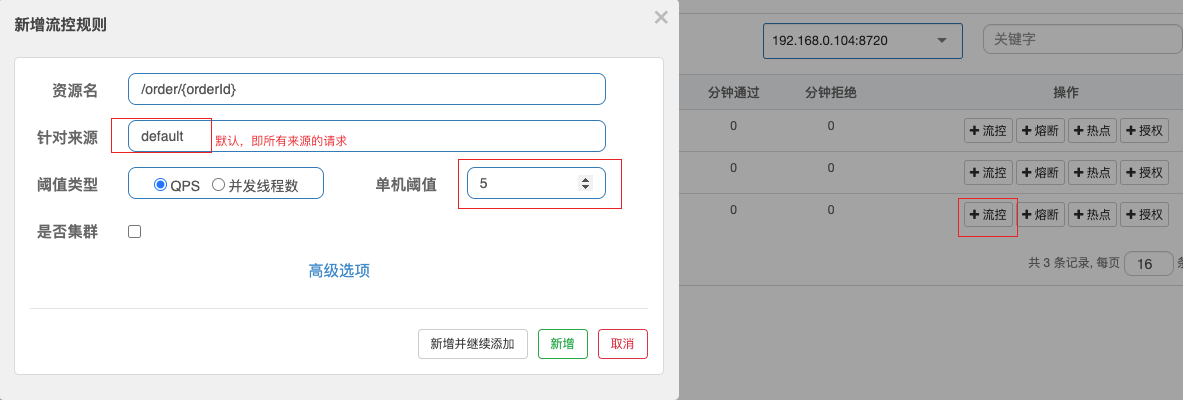 新增流控规则
×
资源名 /order/{orderId}
针对来源 default 默认，即所有来源的请求
阈值类型 QPS 并发线程数 单机阈值 5
是否集群
高级选项
新增并继续添加 新增 取消
192.168.0.104:8720 关键字
分钟通过 分钟拒绝 操作
0 0 + 流控 + 熔断 + 热点 + 授权
0 0 + 流控 + 熔断 + 热点 + 授权
0 0 + 流控 + 熔断 + 热点 + 授权
共 3 条记录, 每页 16